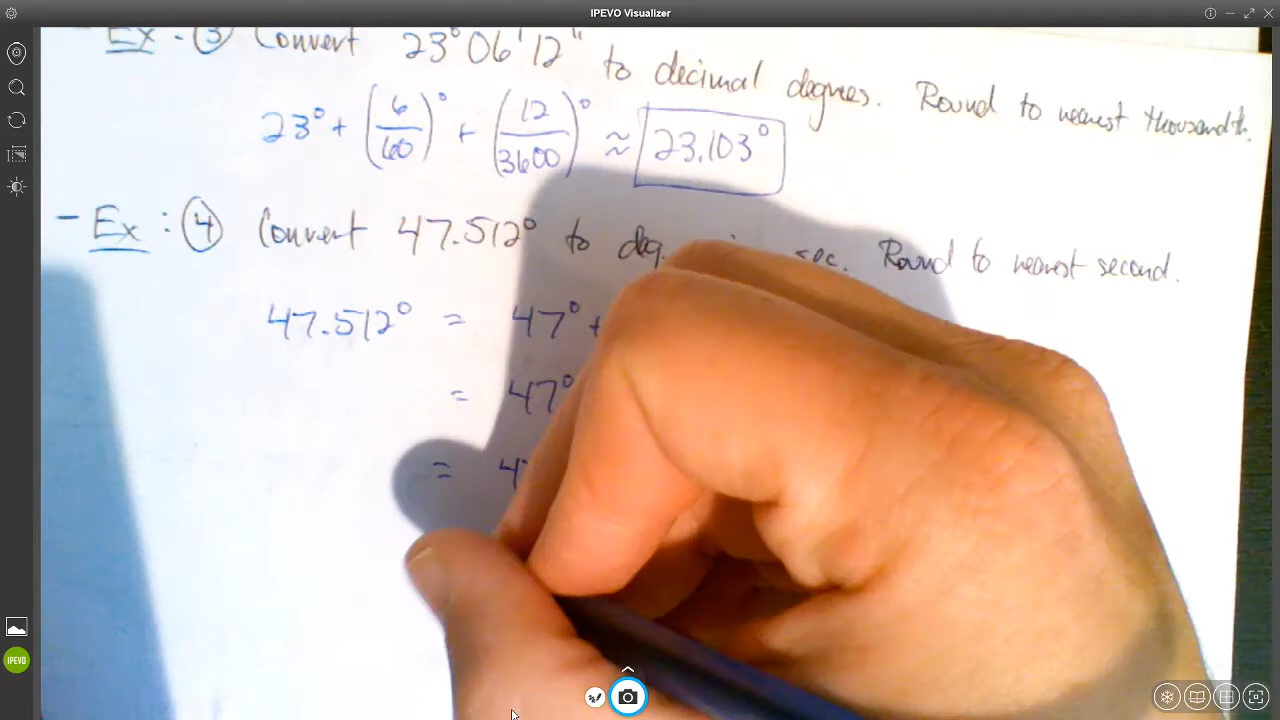 IPEVO Visualizer
- Ex - ③ Convert 23°06'12" to decimal degrees. Round to nearest thousandth.
23° + (6/60)° + (12/3600)° ≈ 23.103°
- Ex : ④ Convert 47.512° to deg. sec. Round to nearest second.
47.512° = 47° +
= 47°
= 4
IPEVO